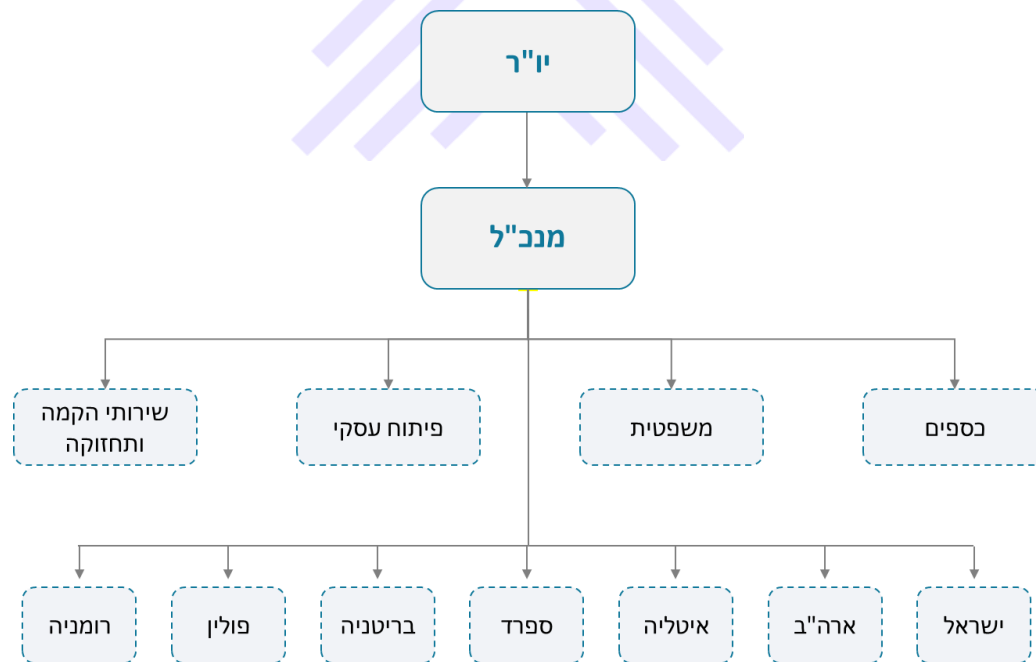 יו"ר
מנכ"ל
כספים
משפטית
פיתוח עסקי
שירותי הקמה
ותחזוקה
ישראל
ארה"ב
איטליה
ספרד
בריטניה
פולין
רומניה